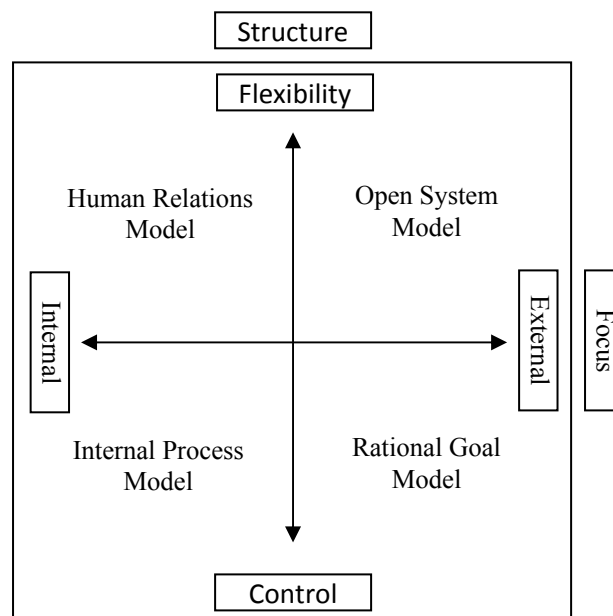 Structure
Flexibility
Human Relations
Model
Open System
Model
Internal
External
Focus
Internal Process
Model
Rational Goal
Model
Control